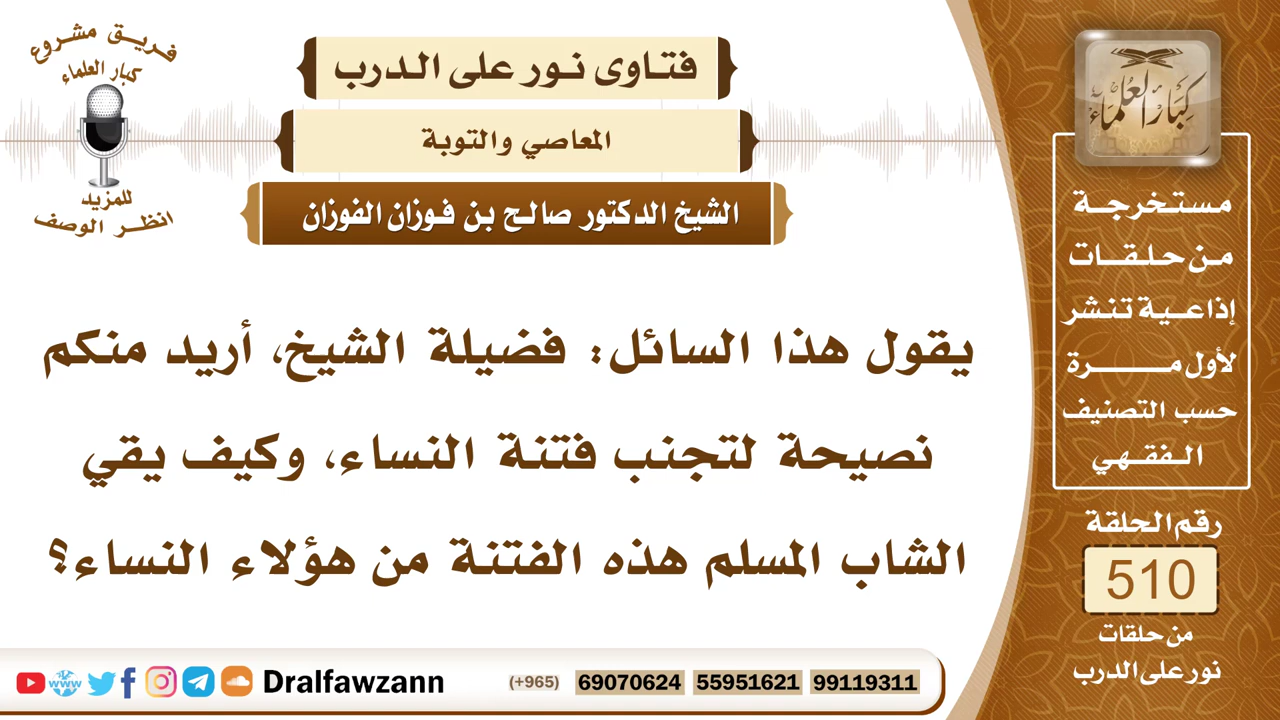 فريق مشروع
كبار العلماء
للمزيد
انظر الوصف
فتاوى نور على الدرب
المعاصي والتوبة
الشيخ الدكتور صالح بن فوزان الفوزان
يقول هذا السائل: فضيلة الشيخ، أريد منكم
نصيحة لتجنب فتنة النساء، وكيف يقي
الشاب المسلم هذه الفتنة من هؤلاء النساء؟
كبار العلماء
مستخرجة
من حلقات
إذاعية تنشر
لأول مرة
حسب التصنيف
الفقهي
رقم الحلقة
510
من حلقات
نور على الدرب
www
Dralfawzann
(+965) 69070624 55951621 99119311